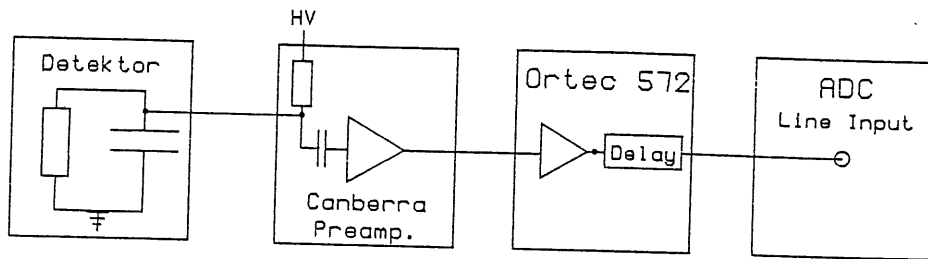 HV
Detektor
Canberra
Preamp.
Ortec 572
Delay
ADC
Line Input